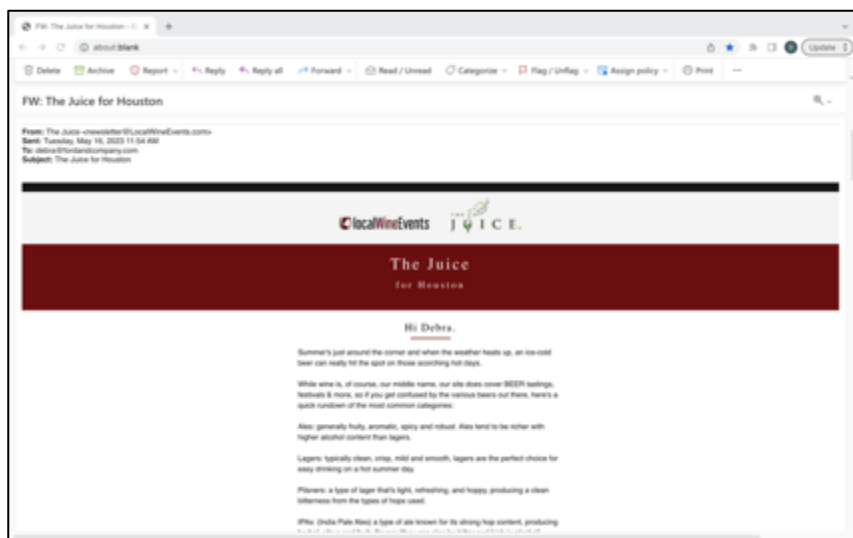 FW: The Juice for Houston -
about:blank
Update
Delete Archive Report Reply Reply all Forward Read / Unread Categorize Flag / Unflag Assign policy Print ...
FW: The Juice for Houston
From: The Juice <newsletter@LocalWineEvents.com>
Sent: Tuesday, May 16, 2023 11:54 AM
To: debra@fordandcompany.com
Subject: The Juice for Houston
localWineEvents THE JUICE.
The Juice
for Houston
Hi Debra.
Summer's just around the corner and when the weather heats up, an ice-cold
beer can really hit the spot on those scorching hot days.
While wine is, of course, our middle name, our site does cover BEER tastings,
festivals & more, so if you get confused by the various beers out there, here's a
quick rundown of the most common categories:
Ales: generally fruity, aromatic, spicy and robust. Ales tend to be richer with
higher alcohol content than lagers.
Lagers: typically clean, crisp, mild and smooth, lagers are the perfect choice for
easy drinking on a hot summer day.
Pilsners: a type of lager that's light, refreshing, and hoppy, producing a clean
bitterness from the types of hops used.
IPAs: (India Pale Ales) a type of ale known for its strong hop content, producing